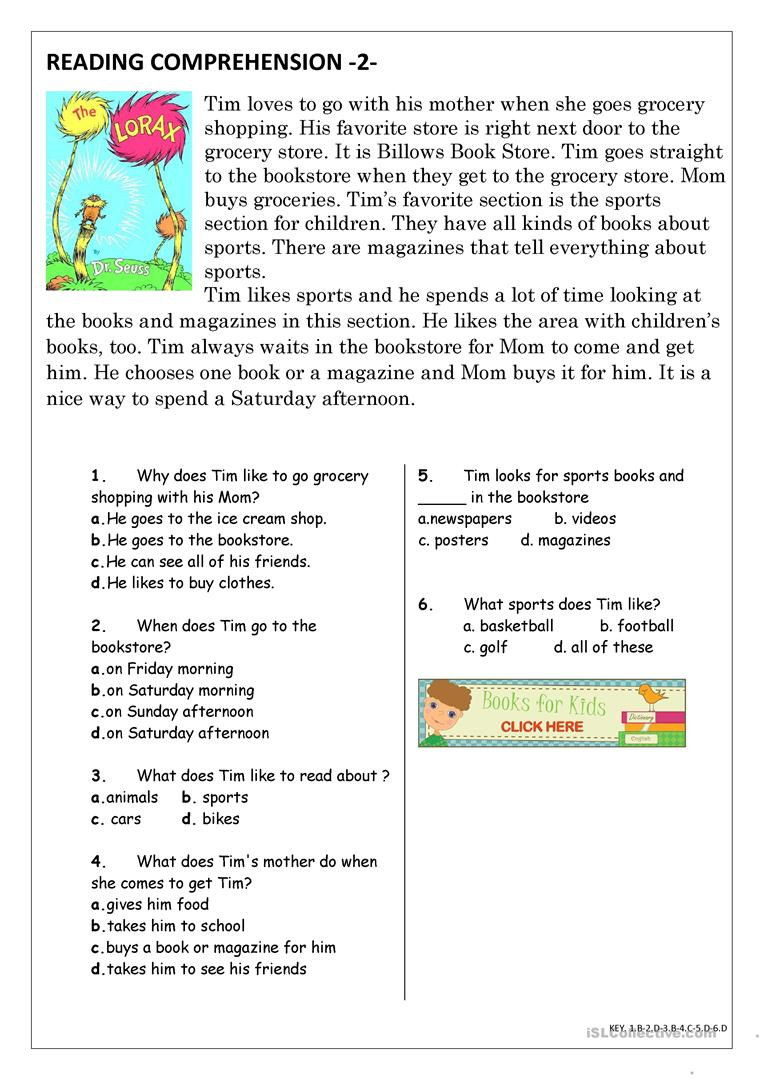 READING COMPREHENSION -2-
The
LORAX
By
Dr. Seuss
Tim loves to go with his mother when she goes grocery
shopping. His favorite store is right next door to the
grocery store. It is Billows Book Store. Tim goes straight
to the bookstore when they get to the grocery store. Mom
buys groceries. Tim’s favorite section is the sports
section for children. They have all kinds of books about
sports. There are magazines that tell everything about
sports.
Tim likes sports and he spends a lot of time looking at
the books and magazines in this section. He likes the area with children’s
books, too. Tim always waits in the bookstore for Mom to come and get
him. He chooses one book or a magazine and Mom buys it for him. It is a
nice way to spend a Saturday afternoon.
1. Why does Tim like to go grocery
shopping with his Mom?
a.He goes to the ice cream shop.
b.He goes to the bookstore.
c.He can see all of his friends.
d.He likes to buy clothes.
2. When does Tim go to the
bookstore?
a.on Friday morning
b.on Saturday morning
c.on Sunday afternoon
d.on Saturday afternoon
3. What does Tim like to read about ?
a.animals b. sports
c. cars d. bikes
4. What does Tim's mother do when
she comes to get Tim?
a.gives him food
b.takes him to school
c.buys a book or magazine for him
d.takes him to see his friends
5. Tim looks for sports books and
_____ in the bookstore
a.newspapers b. videos
c. posters d. magazines
6. What sports does Tim like?
a. basketball b. football
c. golf d. all of these
Books for Kids
CLICK HERE
Dictionary
English
KEY. 1.B-2.D-3.B-4.C-5.D-6.D
iSLCollective.com